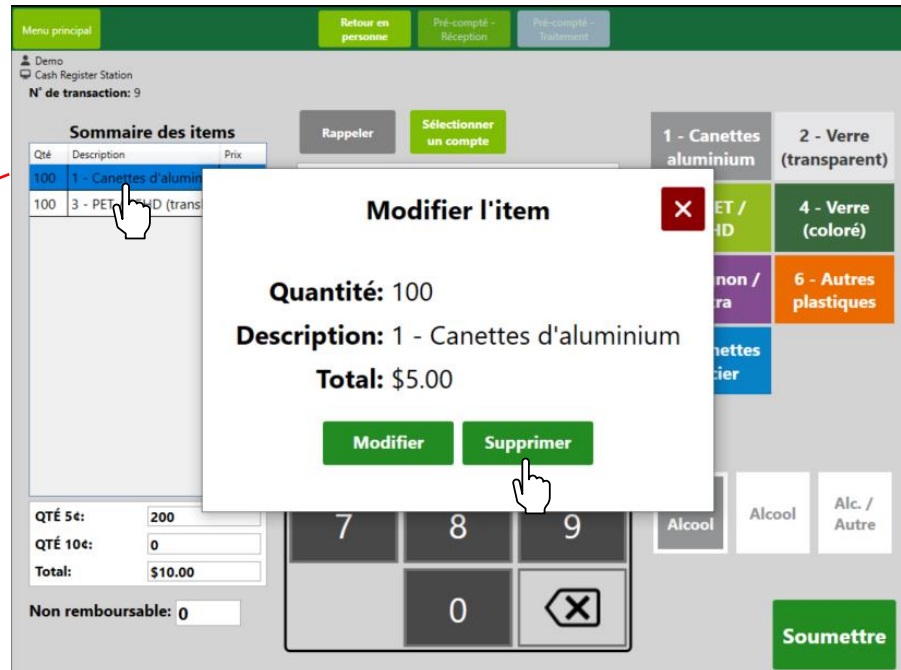 Menu principal
Retour en
personne
Pré-compté -
Réception
Pré-compté -
Traitement
Demo
Cash Register Station
N° de transaction: 9
Sommaire des items
Qté Description Prix
100 1 - Canettes d'alumin
100 3 - PET HD (trans
QTÉ 5¢: 200
QTÉ 10¢: 0
Total: $10.00
Non remboursable: 0
Rappeler
Sélectionner
un compte
Modifier l'item
Quantité: 100
Description: 1 - Canettes d'aluminium
Total: $5.00
Modifier Supprimer
7 8 9
0
1 - Canettes
aluminium
2 - Verre
(transparent)
ET /
HD
4 - Verre
(coloré)
non /
ra
6 - Autres
plastiques
nettes
cier
Alcool
Alcool
Alc. /
Autre
Soumettre